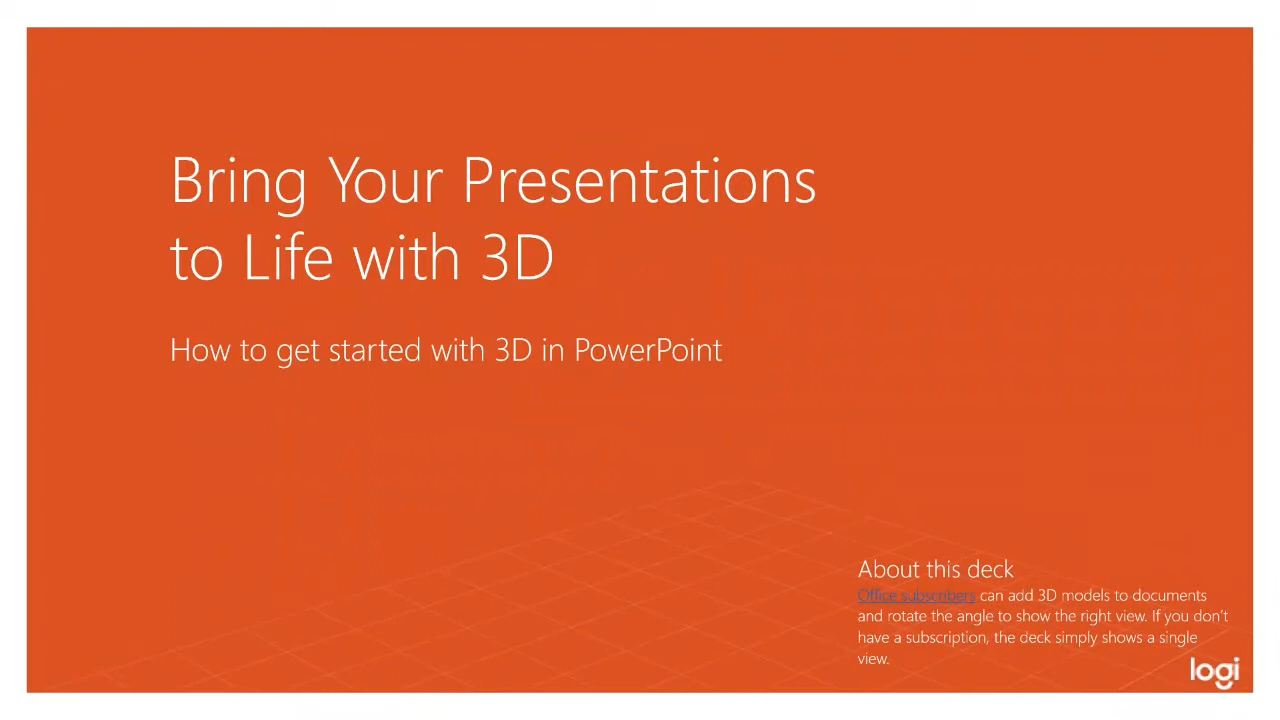 Bring Your Presentations
to Life with 3D
How to get started with 3D in PowerPoint
About this deck
Office subscribers can add 3D models to documents
and rotate the angle to show the right view. If you don't
have a subscription, the deck simply shows a single
view.
logi